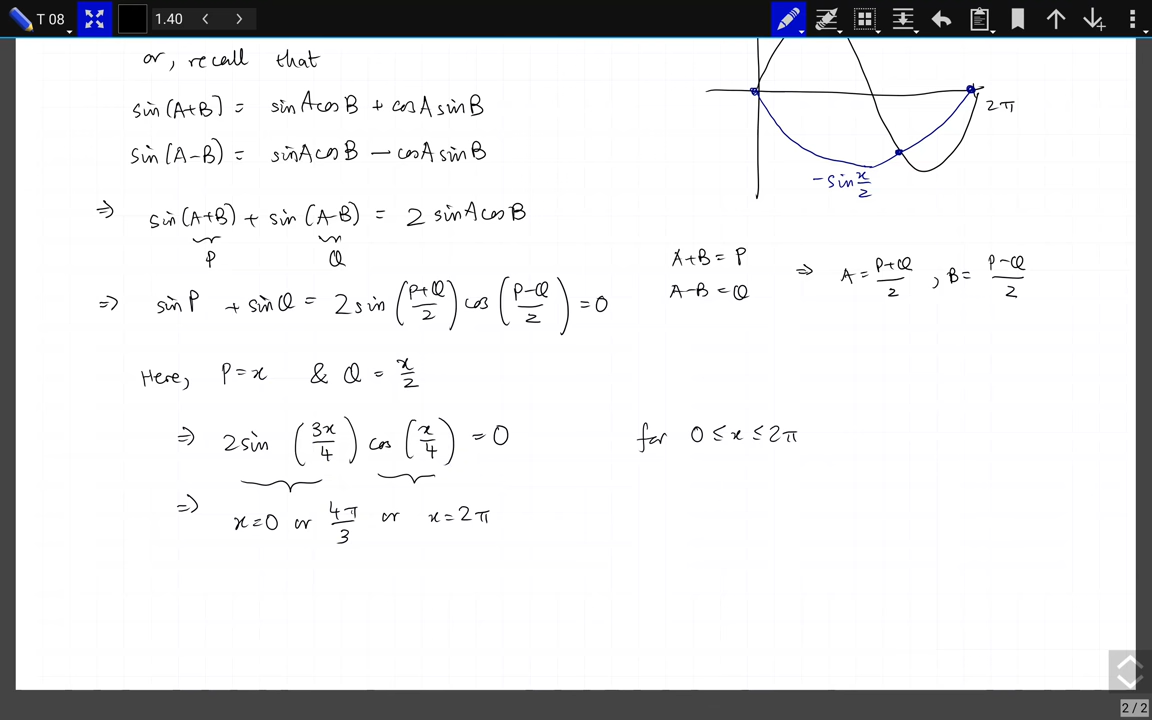 T 08 1.40
or, recall that
sin(A+B) = sinAcosB + cosAsinB
sin(A-B) = sinAcosB - cosAsinB
2π
-sin x/2
⇒ sin(A+B) + sin(A-B) = 2 sinAcosB
P Q
A+B = P
A-B = Q
⇒ A = P+Q/2 , B = P-Q/2
⇒ sinP + sinQ = 2sin(P+Q/2)cos(P-Q/2) = 0
Here, P=x & Q = x/2
⇒ 2sin(3x/4)cos(x/4) = 0 for 0 ≤ x ≤ 2π
⇒ x=0 or 4π/3 or x=2π
2 / 2